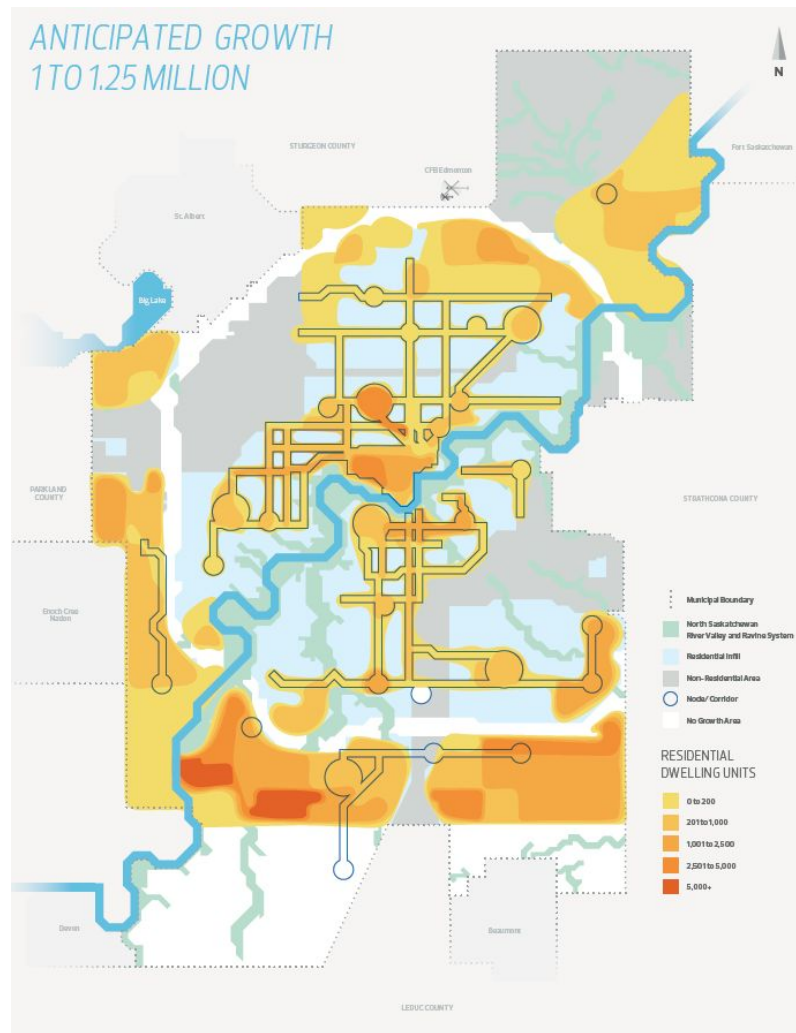 ANTICIPATED GROWTH
1 TO 1.25 MILLION
N
STURGEON COUNTY
Fort Saskatchewan
CFB Edmonton
St. Albert
Big Lake
PARKLAND
COUNTY
STRATHCONA COUNTY
Enoch Cree
Nation
Municipal Boundary
North Saskatchewan
River Valley and Ravine System
Residential Infill
Non-Residential Area
Node/Corridor
No Growth Area
RESIDENTIAL
DWELLING UNITS
0 to 200
201 to 1,000
1,001 to 2,500
2,501 to 5,000
5,000+
Devon
Beaumont
LEDUC COUNTY